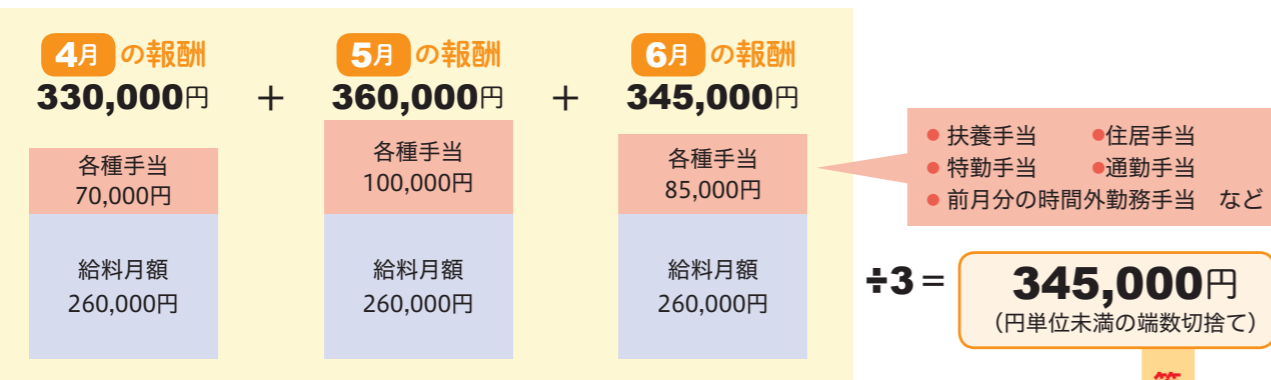 4月 の報酬
330,000円
+
5月 の報酬
360,000円
+
6月 の報酬
345,000円
各種手当
70,000円
給料月額
260,000円
各種手当
100,000円
給料月額
260,000円
各種手当
85,000円
給料月額
260,000円
●扶養手当 ●住居手当
●特勤手当 ●通勤手当
●前月分の時間外勤務手当 など
÷3=
345,000円
(円単位未満の端数切捨て)